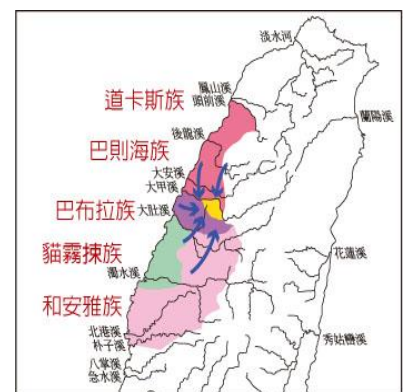 淡水河
鳳山溪
頭前溪
道卡斯族
蘭陽溪
後龍溪
巴則海族
大安溪
大甲溪
巴布拉族
大肚溪
貓霧揀族
花蓮溪
濁水溪
和安雅族
北港溪
朴子溪
秀姑巒溪
八掌溪
急水溪